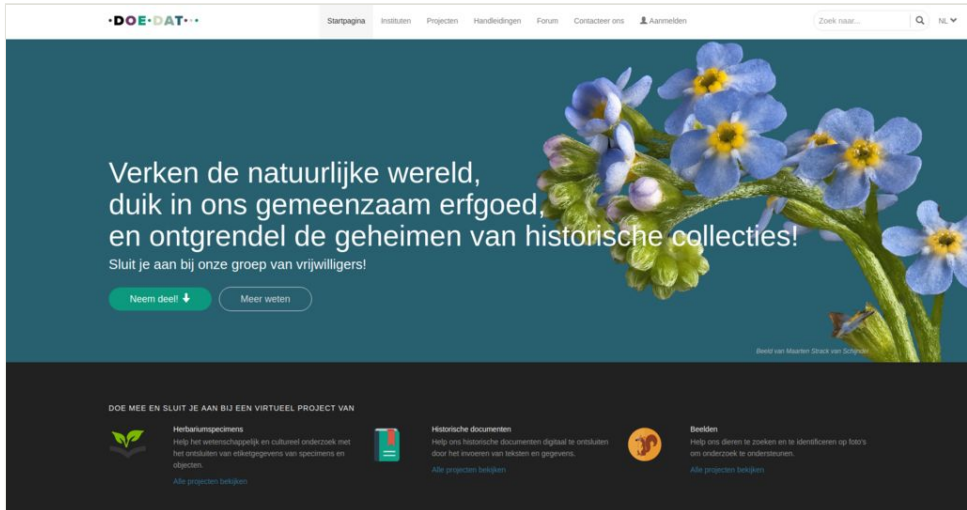 ·DOE·DAT···
Startpagina Instituten Projecten Handleidingen Forum Contacteer ons Aanmelden Zoek naar... NL
Verken de natuurlijke wereld,
duik in ons gemeenzaam erfgoed,
en ontgrendel de geheimen van historische collecties!
Sluit je aan bij onze groep van vrijwilligers!
Neem deel! Meer weten
Beeld van Maarten Strack van Schijndel
DOE MEE EN SLUIT JE AAN BIJ EEN VIRTUEEL PROJECT VAN
Herbariumspecimens
Help het wetenschappelijk en cultureel onderzoek met
het ontsluiten van etiketgegevens van specimens en
objecten.
Alle projecten bekijken
Historische documenten
Help ons historische documenten digitaal te ontsluiten
door het invoeren van teksten en gegevens.
Alle projecten bekijken
Beelden
Help ons dieren te zoeken en te identificeren op foto's
om onderzoek te ondersteunen.
Alle projecten bekijken